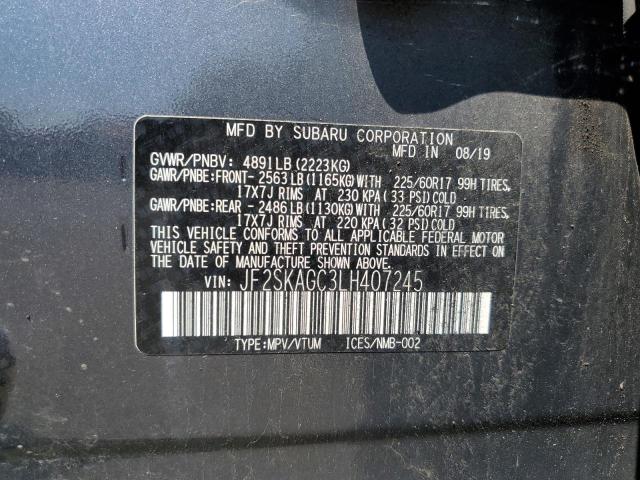 MFD BY SUBARU CORPORATION
MFD IN 08/19
GVWR/PNBV: 4891LB (2223KG)
GAWR/PNBE:FRONT-2563LB(1165KG)WITH 225/60R17 99H TIRES,
17X7J RIMS AT 230 KPA (33 PSI)COLD
GAWR/PNBE:REAR -2486LB(1130KG)WITH 225/60R17 99H TIRES,
17X7J RIMS AT 220 KPA(32 PSI)COLD
THIS VEHICLE CONFORMS TO ALL APPLICABLE FEDERAL MOTOR
VEHICLE SAFETY AND THEFT PREVENTION STANDARDS IN EFFECT ON
THE DATE OF MANUFACTURE SHOWN ABOVE.
VIN: JF2SKAGC3LH407245
TYPE:MPV/VTUM ICES/NMB-002